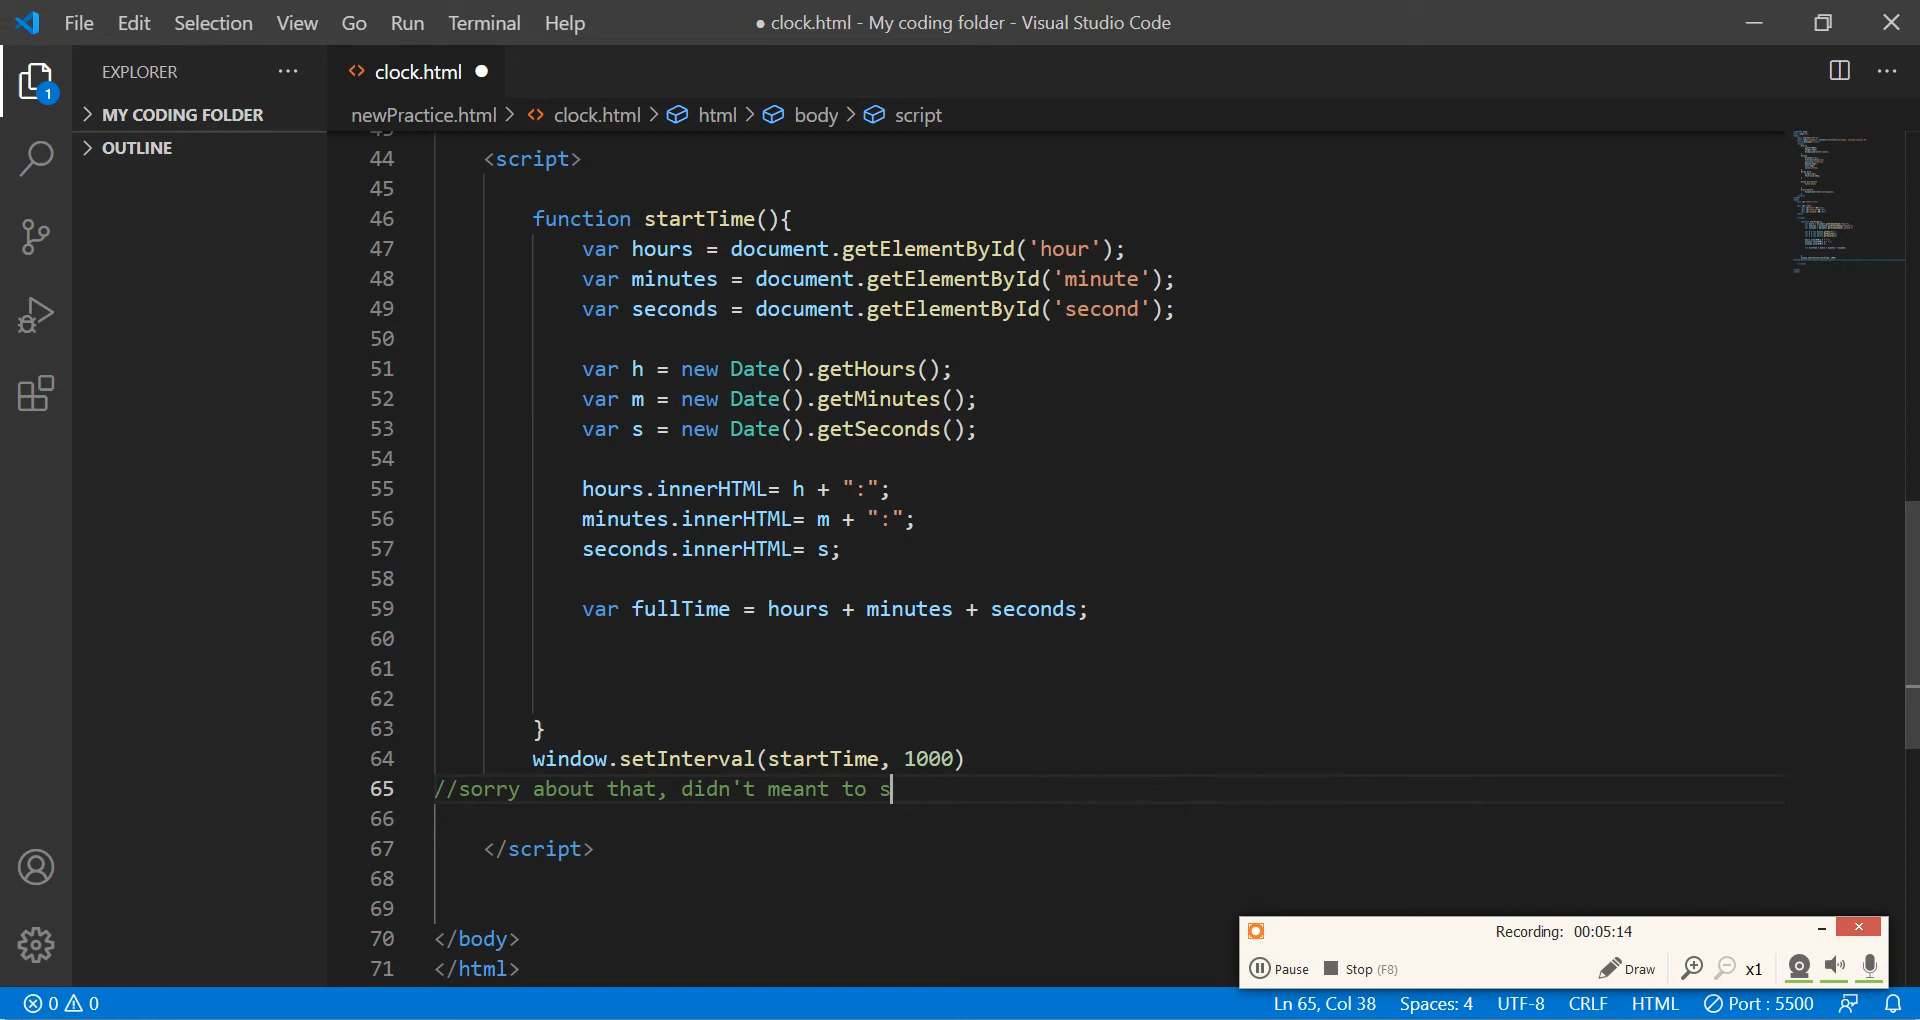 File Edit Selection View Go Run Terminal Help
● clock.html - My coding folder - Visual Studio Code
EXPLORER ···
MY CODING FOLDER
OUTLINE
1
clock.html
newPractice.html > clock.html > html > body > script
44 <script>
45
46 function startTime(){
47 var hours = document.getElementById('hour');
48 var minutes = document.getElementById('minute');
49 var seconds = document.getElementById('second');
50
51 var h = new Date().getHours();
52 var m = new Date().getMinutes();
53 var s = new Date().getSeconds();
54
55 hours.innerHTML= h + ":";
56 minutes.innerHTML= m + ":";
57 seconds.innerHTML= s;
58
59 var fullTime = hours + minutes + seconds;
60
61
62
63 }
64 window.setInterval(startTime, 1000)
65 //sorry about that, didn't meant to s
66
67 </script>
68
69
70 </body>
71 </html>
Recording: 00:05:14
Pause Stop (F8) Draw x1
0 0 Ln 65, Col 38 Spaces: 4 UTF-8 CRLF HTML Port : 5500